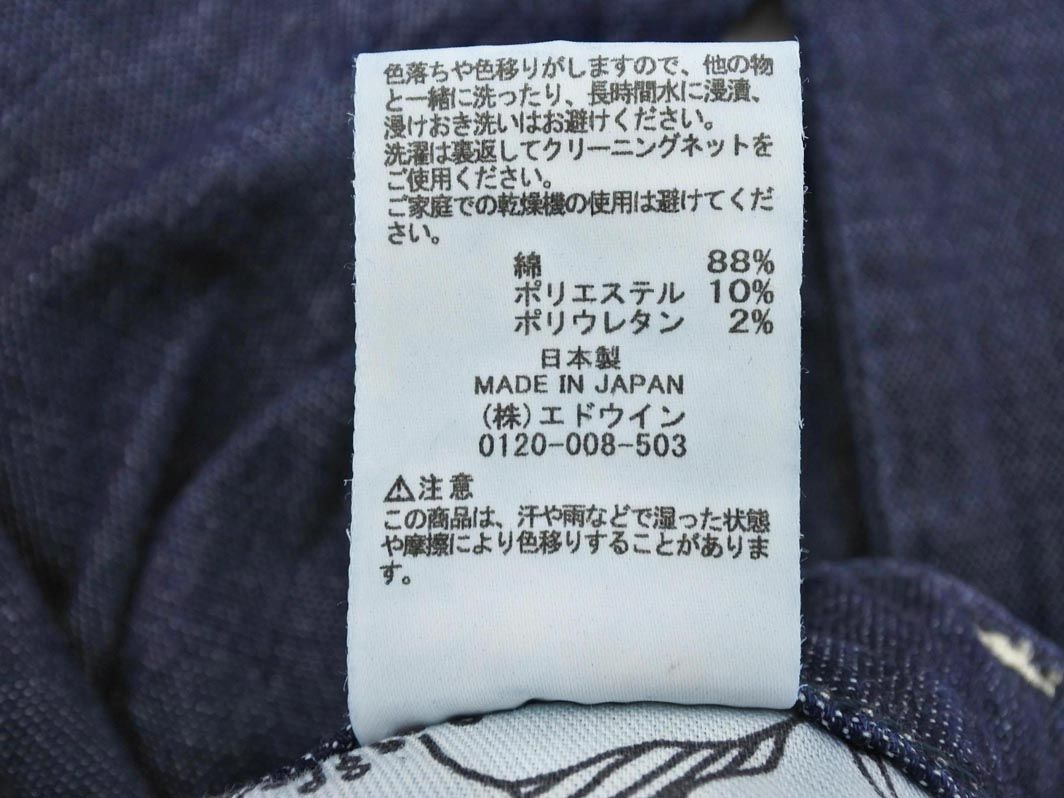 色落ちや色移りがしますので、他の物
と一緒に洗ったり、長時間水に浸漬、
浸けおき洗いはお避けください。
洗濯は裏返してクリーニングネットを
ご使用ください。
ご家庭での乾燥機の使用は避けてくだ
さい。
綿 88%
ポリエステル 10%
ポリウレタン 2%
日本製
MADE IN JAPAN
(株)エドウイン
0120-008-503
⚠注意
この商品は、汗や雨などで湿った状態
や摩擦により色移りすることがありま
す。